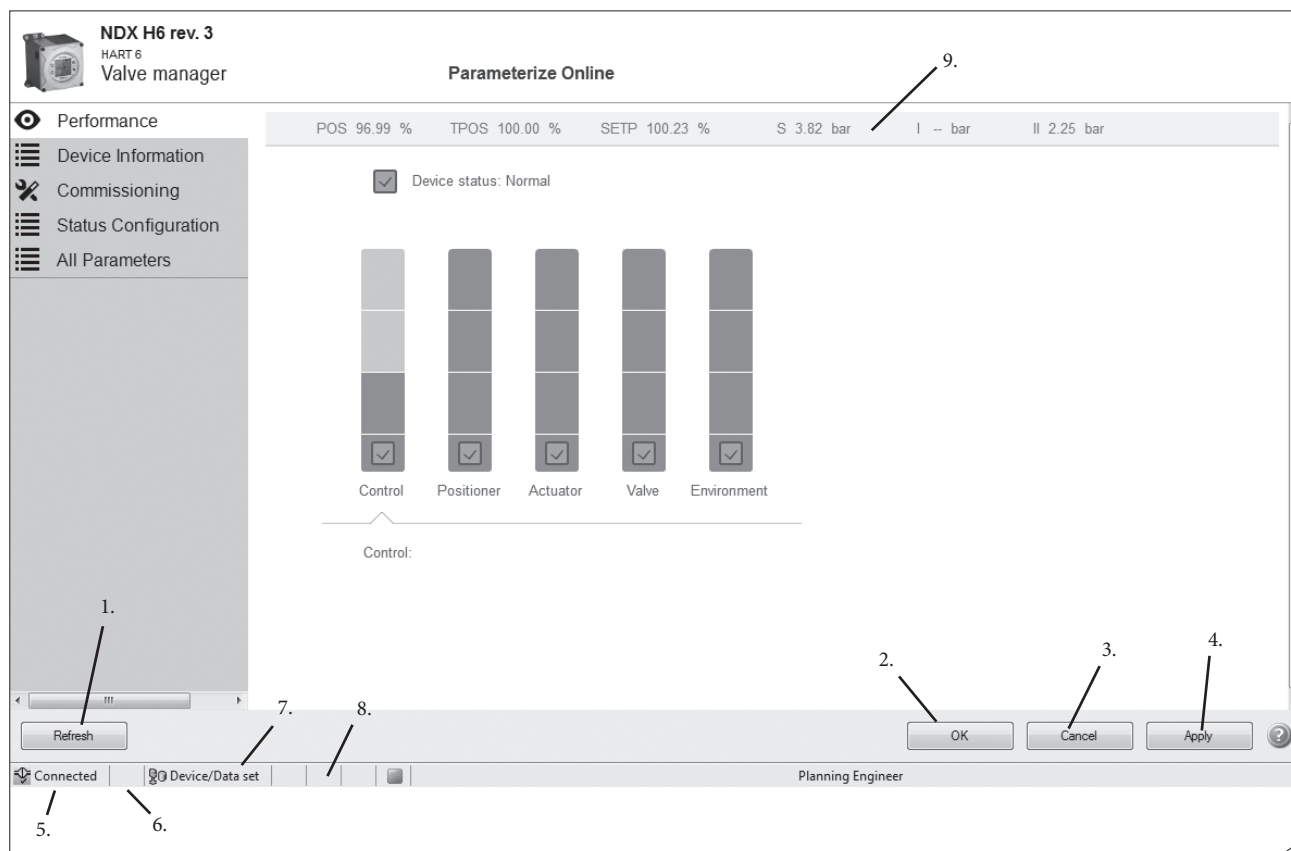 NDX H6 rev. 3
HART 6
Valve manager
Parameterize Online
9.
Performance
Device Information
Commissioning
Status Configuration
All Parameters
POS 96.99 % TPOS 100.00 % SETP 100.23 % S 3.82 bar I -- bar II 2.25 bar
Device status: Normal
Control Positioner Actuator Valve Environment
Control:
1.
2.
3.
4.
7.
8.
Refresh
OK Cancel Apply ?
Connected Device/Data set Planning Engineer
5.
6.